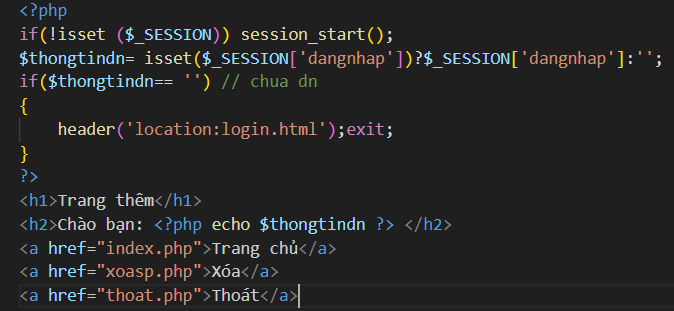 <?php
if(!isset ($_SESSION)) session_start();
$thongtindn= isset($_SESSION['dangnhap'])?$_SESSION['dangnhap']:'';
if($thongtindn== '') // chua dn
{
    header('location:login.html');exit;
}
?>
<h1>Trang thêm</h1>
<h2>Chào bạn: <?php echo $thongtindn ?> </h2>
<a href="index.php">Trang chủ</a>
<a href="xoasp.php">Xóa</a>
<a href="thoat.php">Thoát</a>